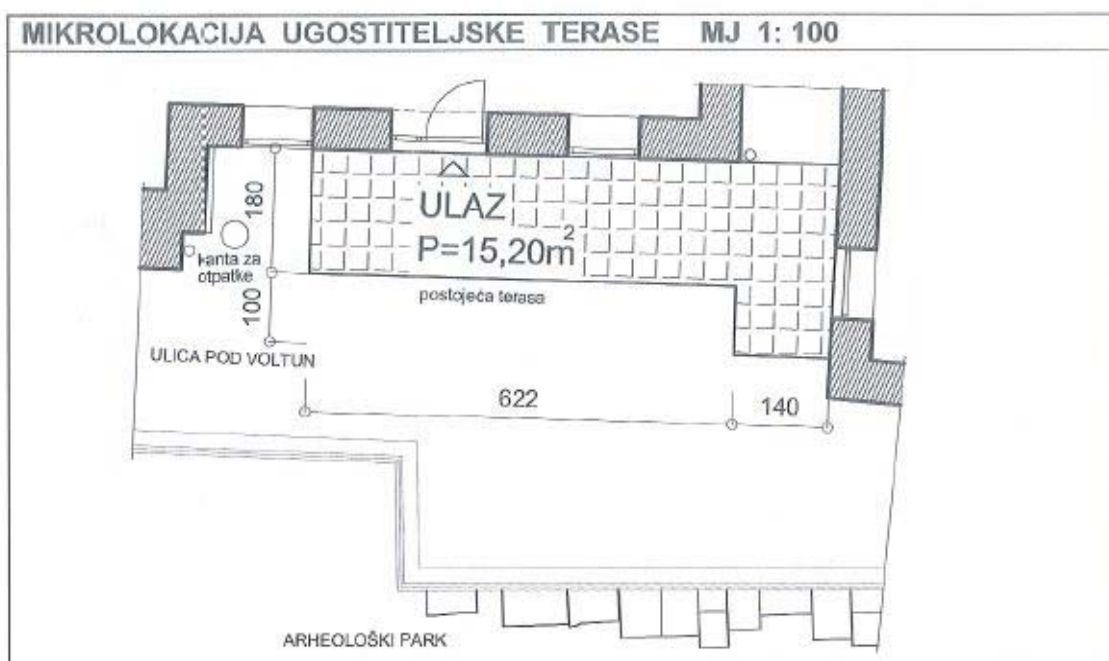 MIKROLOKACIJA UGOSTITELJSKE TERASE MJ 1: 100
180
ULAZ
P=15,20m²
kanta za
otpatke
100
postojeća terasa
ULICA POD VOLTUN
622
140
ARHEOLOŠKI PARK